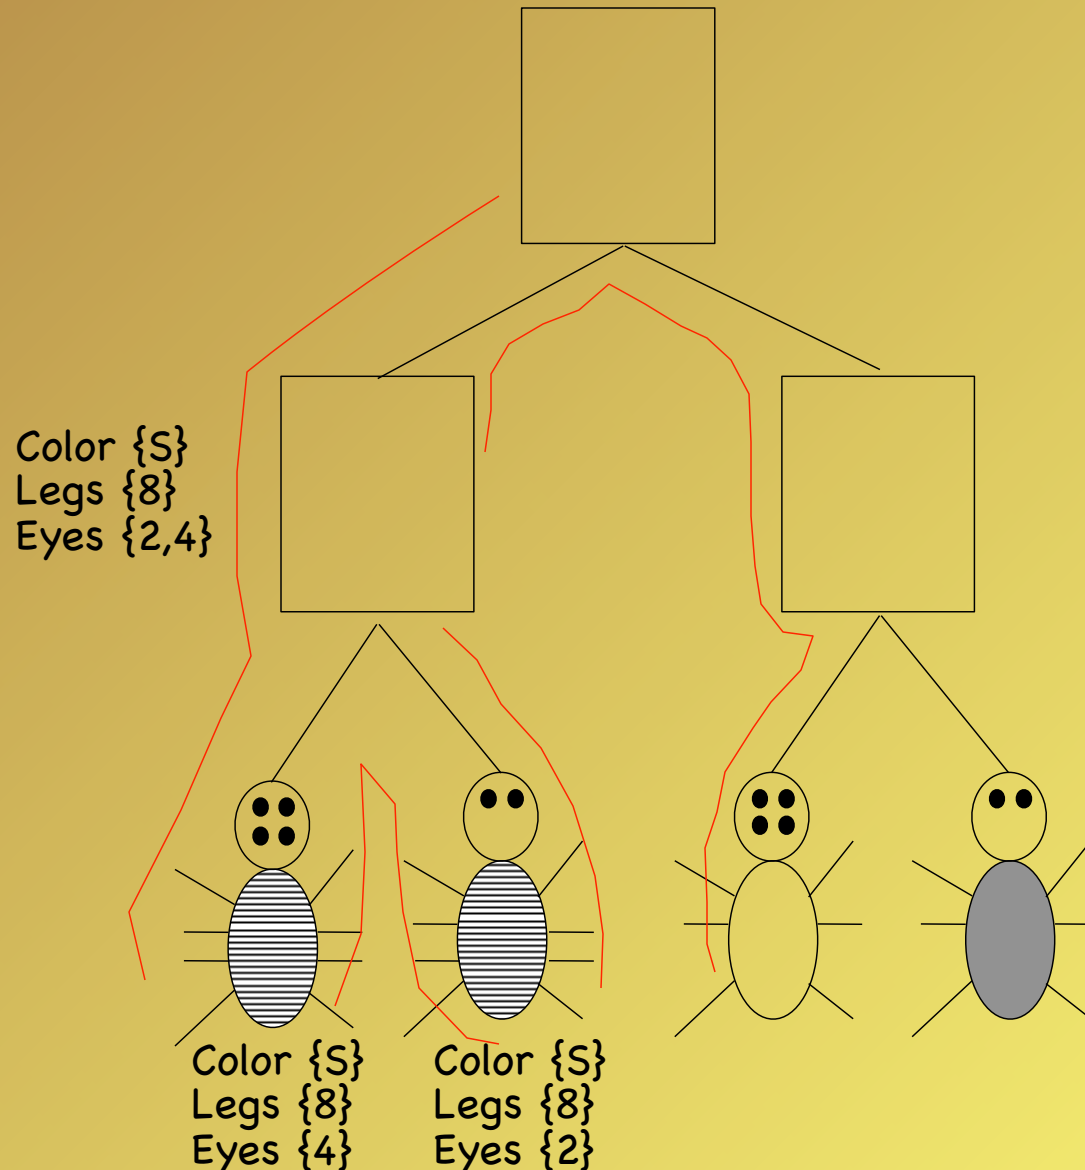 Color {S}
Legs {8}
Eyes {2,4}
Color {S}
Legs {8}
Eyes {4}
Color {S}
Legs {8}
Eyes {2}